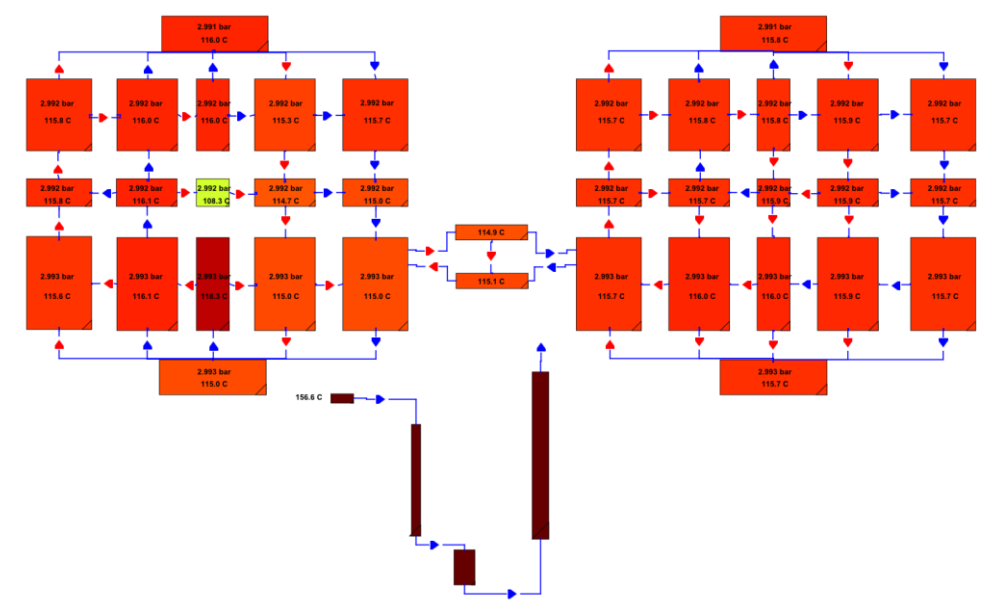 2.991 bar
116.0 C
2.991 bar
115.8 C
2.992 bar
115.8 C
2.992 bar
116.0 C
2.992 bar
116.0 C
2.992 bar
115.3 C
2.992 bar
115.7 C
2.992 bar
115.7 C
2.992 bar
115.8 C
2.992 bar
115.8 C
2.992 bar
115.9 C
2.992 bar
115.7 C
2.992 bar
115.8 C
2.992 bar
116.1 C
2.992 bar
108.3 C
2.992 bar
114.7 C
2.992 bar
115.0 C
2.992 bar
115.7 C
2.992 bar
115.7 C
2.992 bar
115.9 C
2.992 bar
115.9 C
2.992 bar
115.7 C
114.9 C
115.1 C
2.993 bar
115.6 C
2.993 bar
116.1 C
2.993 bar
2.993 bar
115.0 C
2.993 bar
115.0 C
2.993 bar
115.7 C
2.993 bar
116.0 C
2.993 bar
116.0 C
2.993 bar
115.9 C
2.993 bar
115.7 C
2.993 bar
115.0 C
2.993 bar
115.7 C
156.6 C